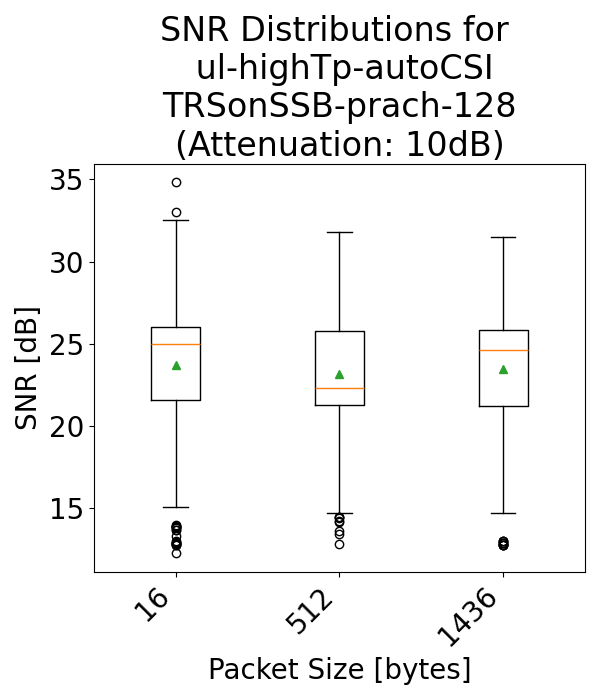 SNR Distributions for
ul-highTp-autoCSI
TRSonSSB-prach-128
(Attenuation: 10dB)
35
30
25
20
15
SNR [dB]
16
512
1436
Packet Size [bytes]